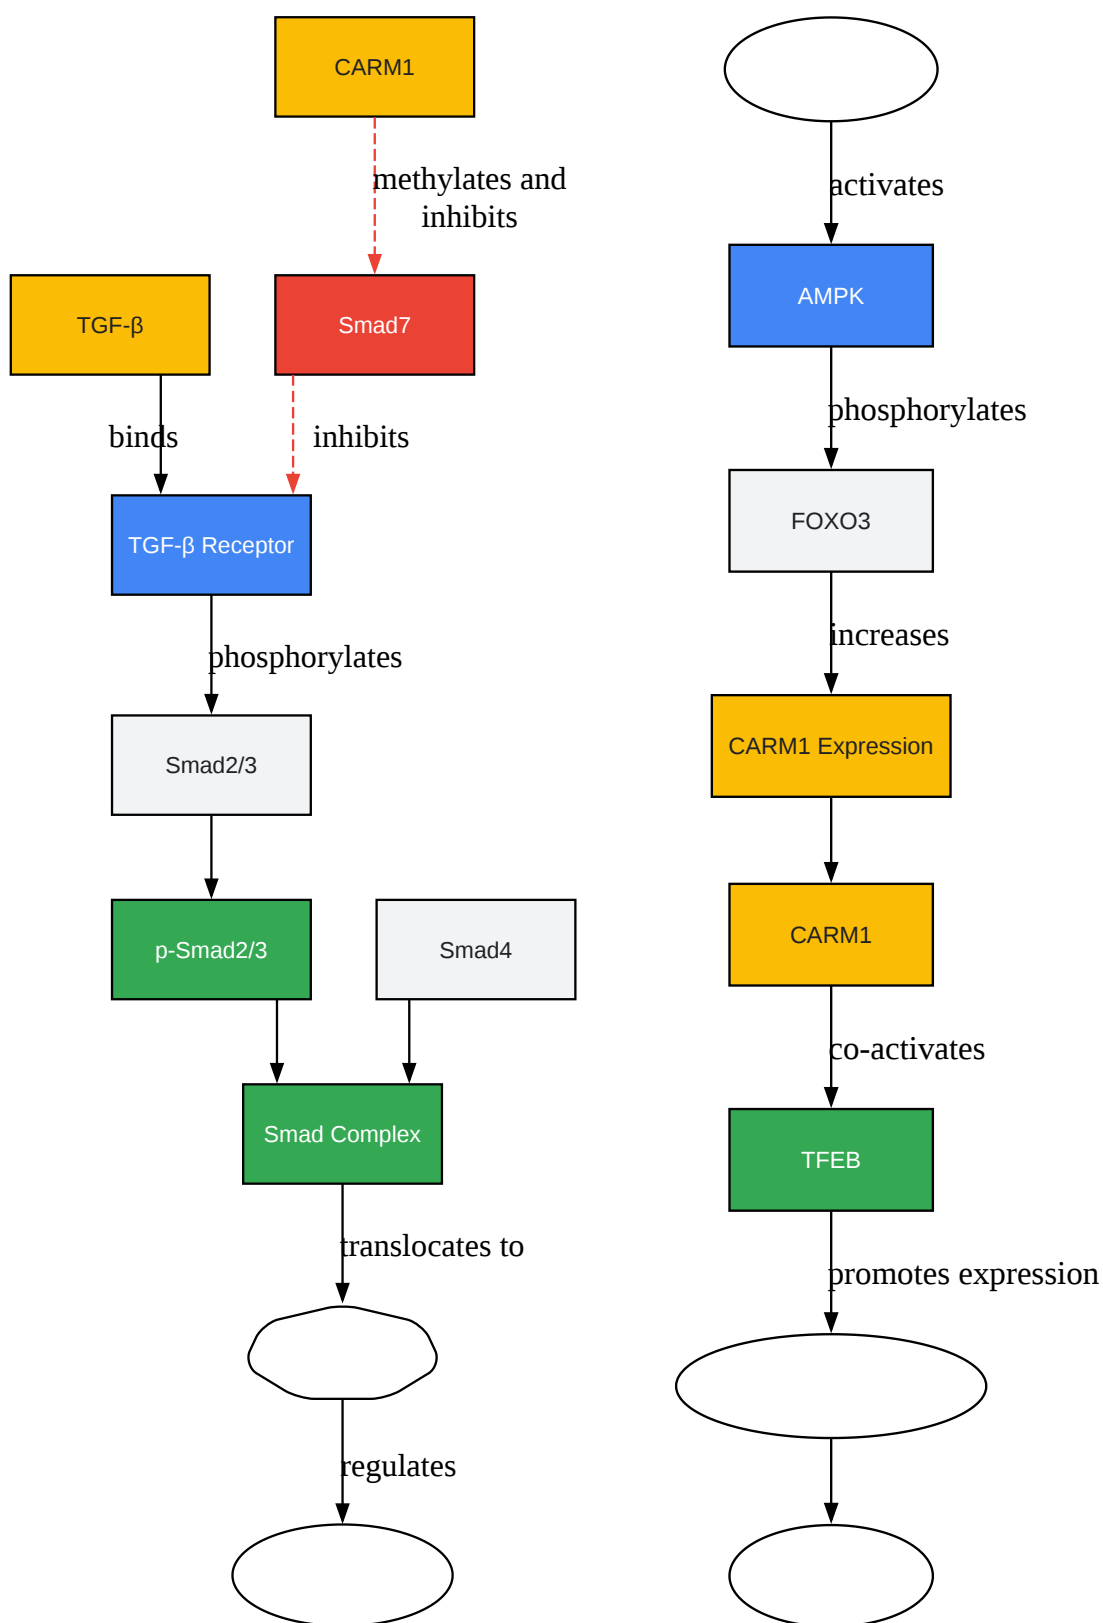 CARM1
methylates and
inhibits
TGF-β
Smad7
binds
inhibits
TGF-β Receptor
phosphorylates
Smad2/3
p-Smad2/3
Smad4
Smad Complex
translocates to
regulates
activates
AMPK
phosphorylates
FOXO3
increases
CARM1 Expression
CARM1
co-activates
TFEB
promotes expression